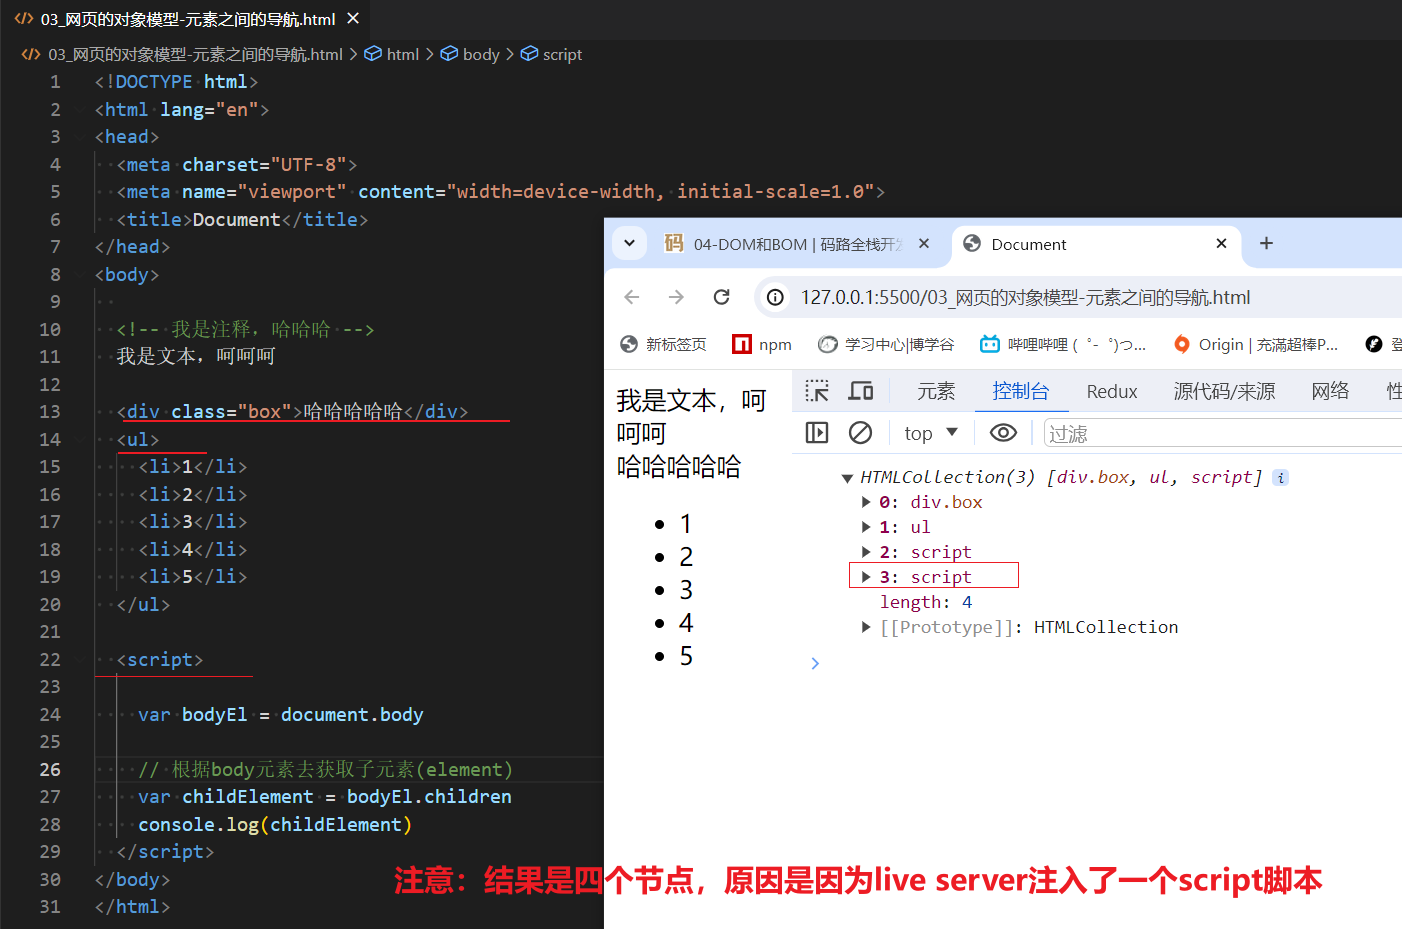 03_网页的对象模型-元素之间的导航.html
03_网页的对象模型-元素之间的导航.html > html > body > script
1 <!DOCTYPE html>
2 <html lang="en">
3 <head>
4 <meta charset="UTF-8">
5 <meta name="viewport" content="width=device-width, initial-scale=1.0">
6 <title>Document</title>
7 </head>
8 <body>
9
10 <!-- 我是注释，哈哈哈 -->
11 我是文本，呵呵呵
12
13 <div class="box">哈哈哈哈哈</div>
14 <ul>
15 <li>1</li>
16 <li>2</li>
17 <li>3</li>
18 <li>4</li>
19 <li>5</li>
20 </ul>
21
22 <script>
23
24 var bodyEl = document.body
25
26 // 根据body元素去获取子元素(element)
27 var childElement = bodyEl.children
28 console.log(childElement)
29 </script>
30 </body>
31 </html>
码 04-DOM和BOM | 码路全栈开发
Document
127.0.0.1:5500/03_网页的对象模型-元素之间的导航.html
新标签页
npm
学习中心|博学谷
哔哩哔哩 (゜-゜)つ...
Origin | 充满超棒P...
登
我是文本，呵
呵呵
哈哈哈哈哈
1
2
3
4
5
元素 控制台 Redux 源代码/来源 网络 性
top 过滤
HTMLCollection(3) [div.box, ul, script] i
0: div.box
1: ul
2: script
3: script
length: 4
[[Prototype]]: HTMLCollection
注意：结果是四个节点，原因是因为live server注入了一个script脚本